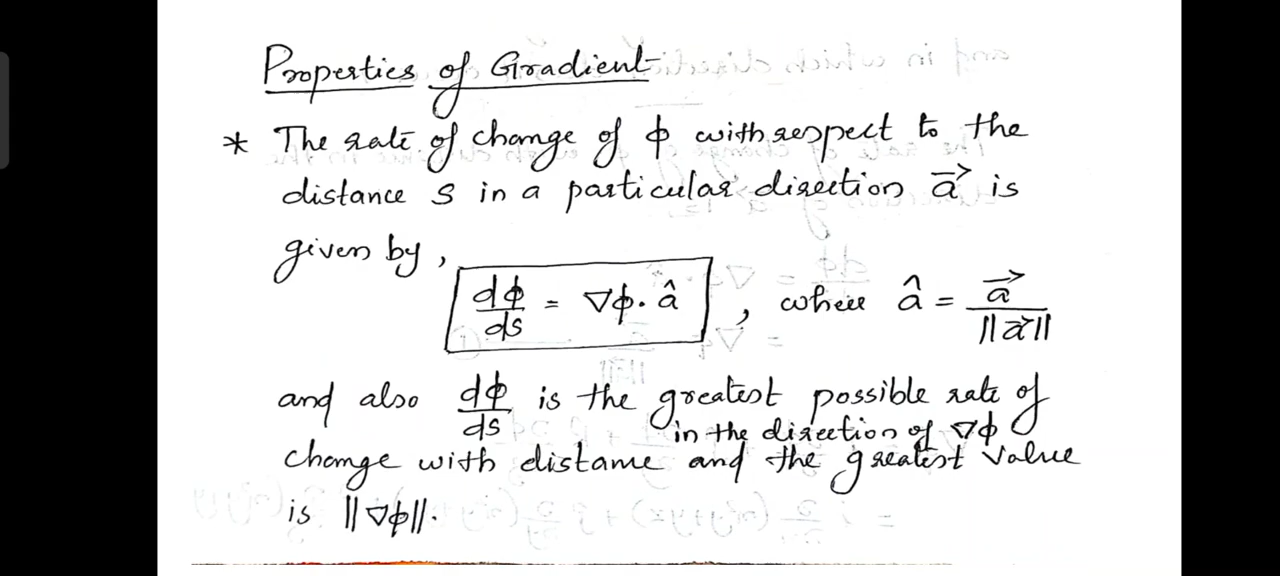 Properties of Gradient
* The rate of change of φ with respect to the
distance S in a particular direction a⃗ is
given by,
dφ/ds = ∇φ · â , where â = a⃗/||a⃗||
and also dφ/ds is the greatest possible rate of
in the direction of ∇φ
change with distance and the greatest value
is ||∇φ||.